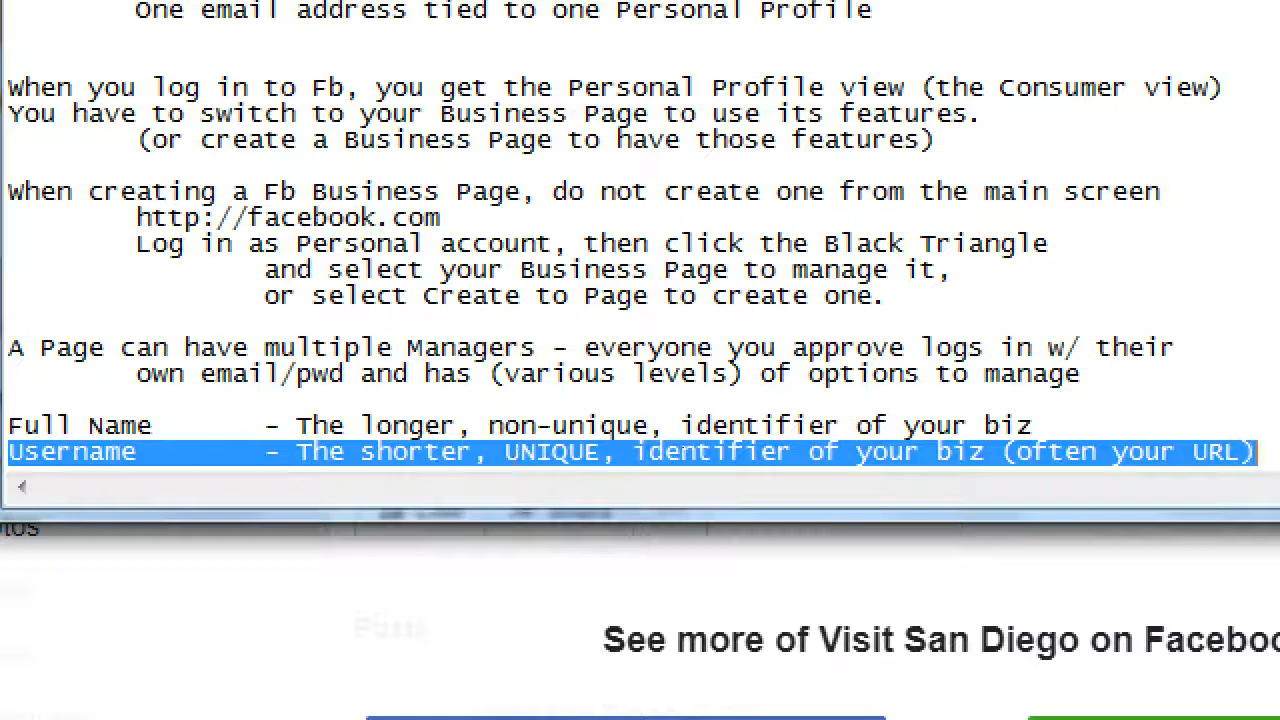 One email address tied to one Personal Profile
When you log in to Fb, you get the Personal Profile view (the Consumer view)
You have to switch to your Business Page to use its features.
(or create a Business Page to have those features)
When creating a Fb Business Page, do not create one from the main screen
http://facebook.com
Log in as Personal account, then click the Black Triangle
and select your Business Page to manage it,
or select Create to Page to create one.
A Page can have multiple Managers – everyone you approve logs in w/ their
own email/pwd and has (various levels) of options to manage
Full Name – The longer, non-unique, identifier of your biz
Username – The shorter, UNIQUE, identifier of your biz (often your URL)
Posts
See more of Visit San Diego on Faceboo